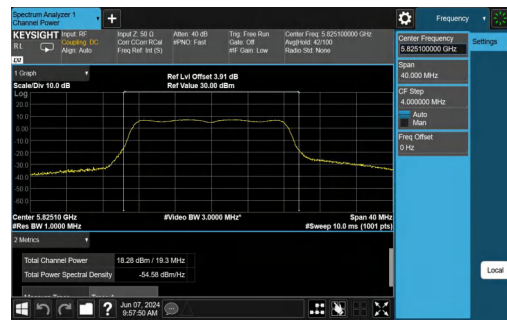 Spectrum Analyzer 1
Channel Power
+
Frequency
KEYSIGHT
RL
LXI
Input: RF
Coupling: DC
Align: Auto
Input Z: 50 Ω
Corr CCorr RCal
Freq Ref: Int (S)
Atten: 40 dB
#PNO: Fast
Trig: Free Run
Gate: Off
#IF Gain: Low
Center Freq: 5.825100000 GHz
Avg|Hold: 42/100
Radio Std: None
Center Frequency
5.825100000 GHz
Settings
Span
40.000 MHz
CF Step
4.000000 MHz
Auto
Man
Freq Offset
0 Hz
Local
1 Graph
Scale/Div 10.0 dB
Ref Lvl Offset 3.91 dB
Ref Value 30.00 dBm
Log
20.0
10.0
0.00
-10.0
-20.0
-30.0
-40.0
-50.0
-60.0
Center 5.82510 GHz
#Res BW 1.0000 MHz
#Video BW 3.0000 MHz*
Span 40 MHz
#Sweep 10.0 ms (1001 pts)
2 Metrics
Total Channel Power 18.28 dBm / 19.3 MHz
Total Power Spectral Density -54.58 dBm/Hz
?
Jun 07, 2024
9:57:50 AM